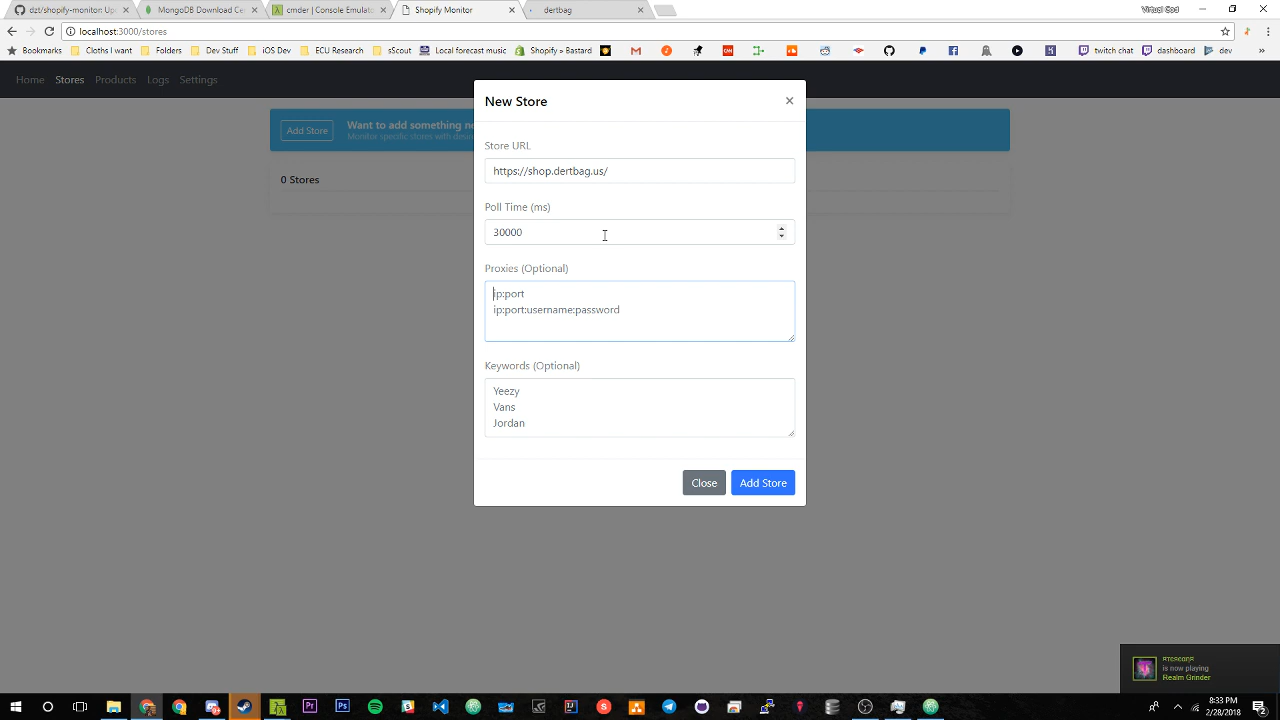 dzt/shopify-monitor: Up
MongoDB Download Ce
cmder | Console Emulat
Shopify Monitor
dertbag
Virtual God
localhost:3000/stores
Bookmarks
Cloths I want
Folders
Dev Stuff
iOS Dev
ECU Research
sScout
Local forecast music
Shopify » Bastard
twitch chat
dashboard
dev
Home
Stores
Products
Logs
Settings
Add Store
Want to add something ne
Monitor specific stores with desire
0 Stores
New Store
×
Store URL
https://shop.dertbag.us/
Poll Time (ms)
30000
Proxies (Optional)
ip:port
ip:port:username:password
Keywords (Optional)
Yeezy
Vans
Jordan
Close
Add Store
is now playing
Realm Grinder
8:33 PM
2/28/2018